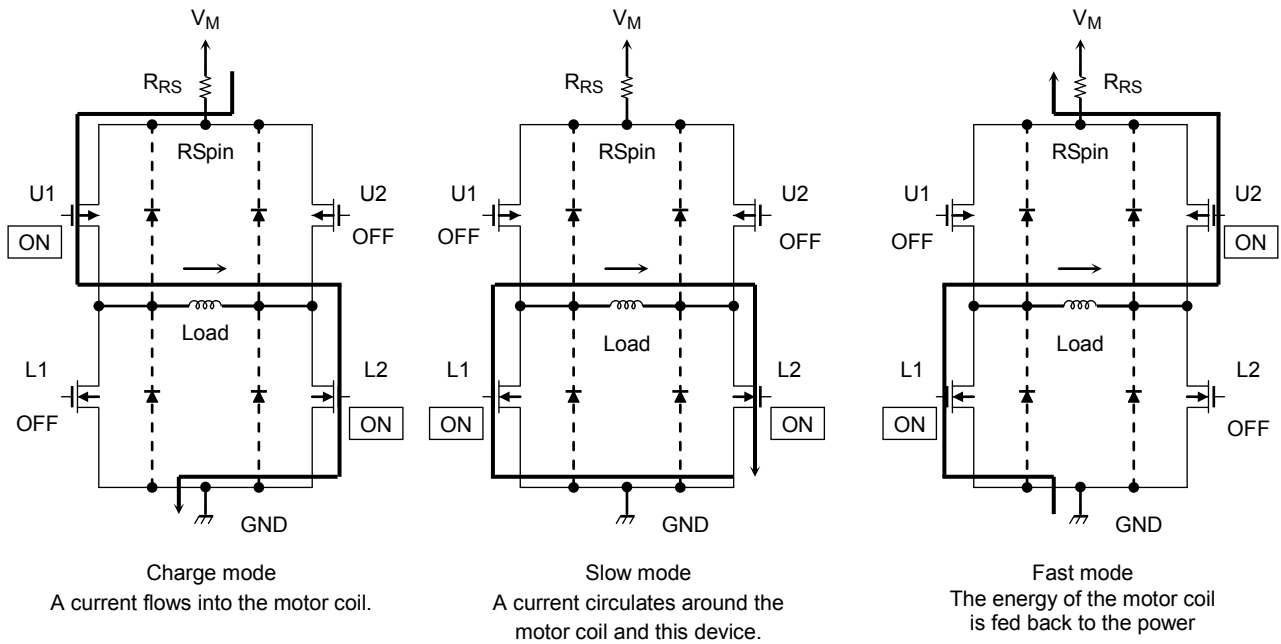 VM
RRS
RSpin
U1
ON
U2
OFF
Load
L1
OFF
L2
ON
GND
Charge mode
A current flows into the motor coil.
VM
RRS
RSpin
U1
OFF
U2
OFF
Load
L1
ON
L2
ON
GND
Slow mode
A current circulates around the
motor coil and this device.
VM
RRS
RSpin
U1
OFF
U2
ON
Load
L1
ON
L2
OFF
GND
Fast mode
The energy of the motor coil
is fed back to the power